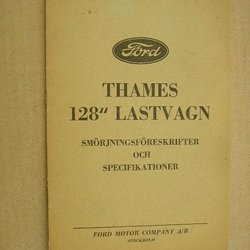 Ford
THAMES
128" LASTVAGN
SMÖRJNINGSFÖRESKRIFTER
OCH
SPECIFIKATIONER
FORD MOTOR COMPANY A/B
STOCKHOLM